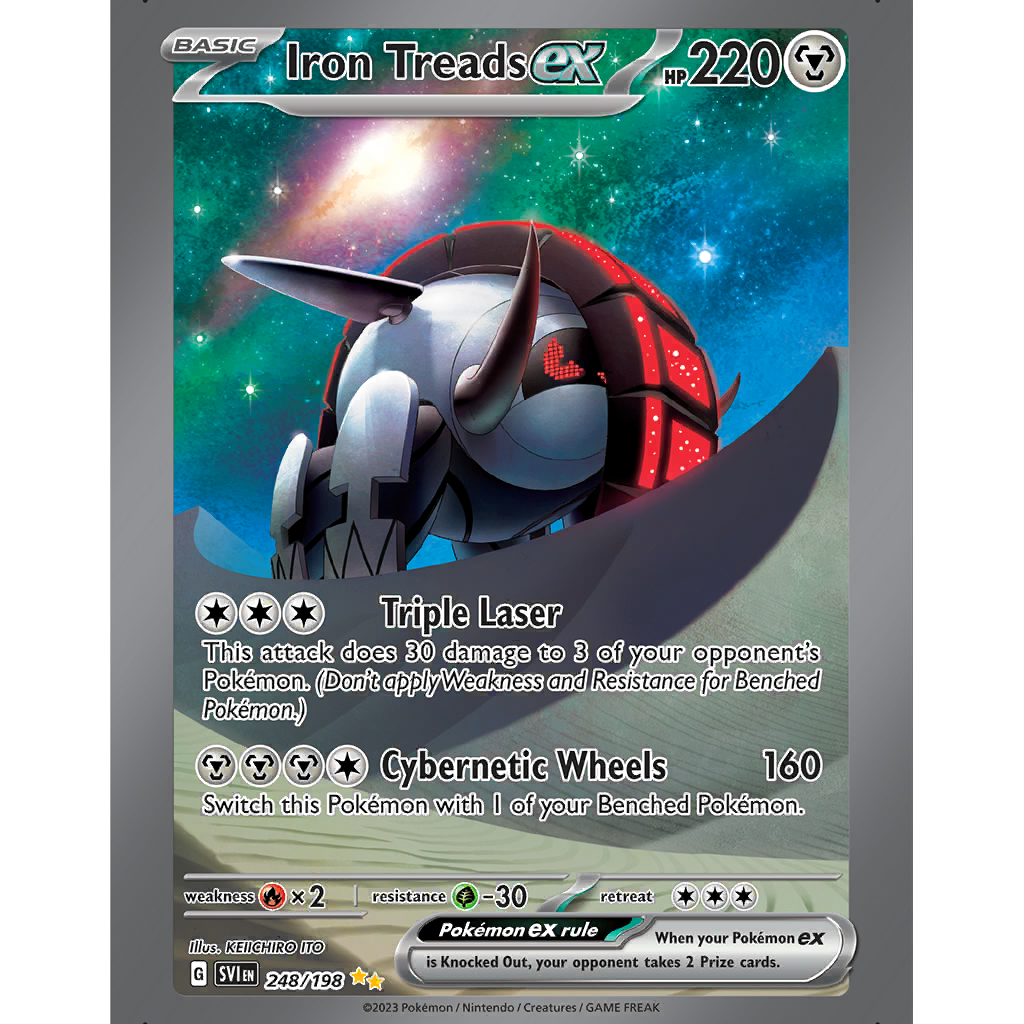 BASIC Iron Treads ex HP 220
Triple Laser
This attack does 30 damage to 3 of your opponent's
Pokémon. (Don't apply Weakness and Resistance for Benched
Pokémon.)
Cybernetic Wheels 160
Switch this Pokémon with 1 of your Benched Pokémon.
weakness ×2 resistance -30 retreat
Pokémon ex rule When your Pokémon ex
is Knocked Out, your opponent takes 2 Prize cards.
Illus. KEIICHIRO ITO
G SVI EN 248/198
©2023 Pokémon / Nintendo / Creatures / GAME FREAK